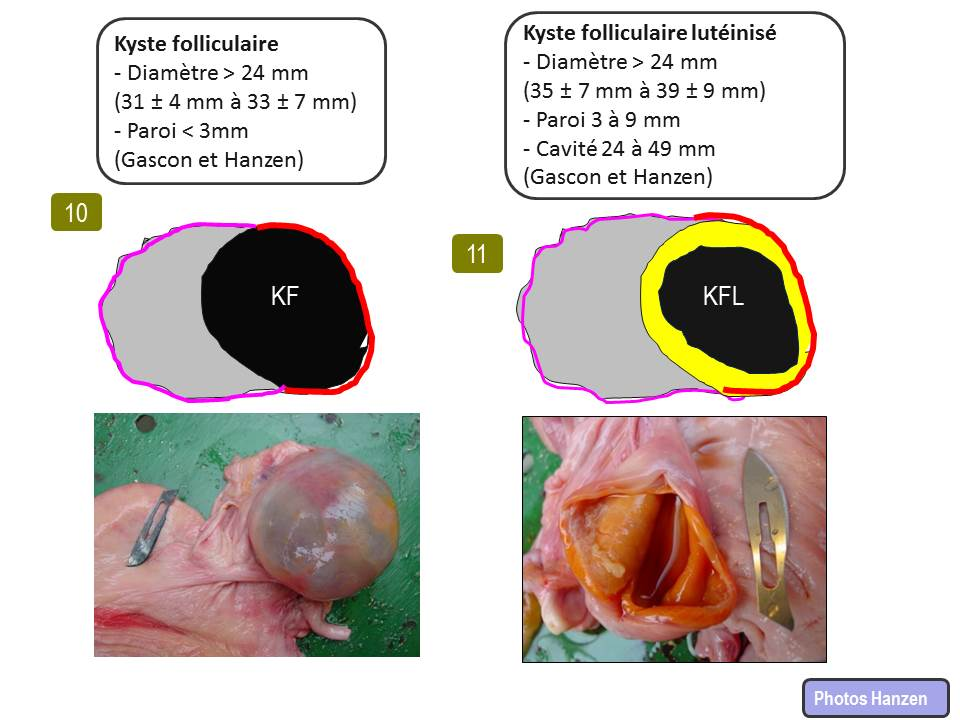 Kyste folliculaire
- Diamètre > 24 mm
(31 ± 4 mm à 33 ± 7 mm)
- Paroi < 3mm
(Gascon et Hanzen)
10
KF
Kyste folliculaire lutéinisé
- Diamètre > 24 mm
(35 ± 7 mm à 39 ± 9 mm)
- Paroi 3 à 9 mm
- Cavité 24 à 49 mm
(Gascon et Hanzen)
11
KFL
Photos Hanzen